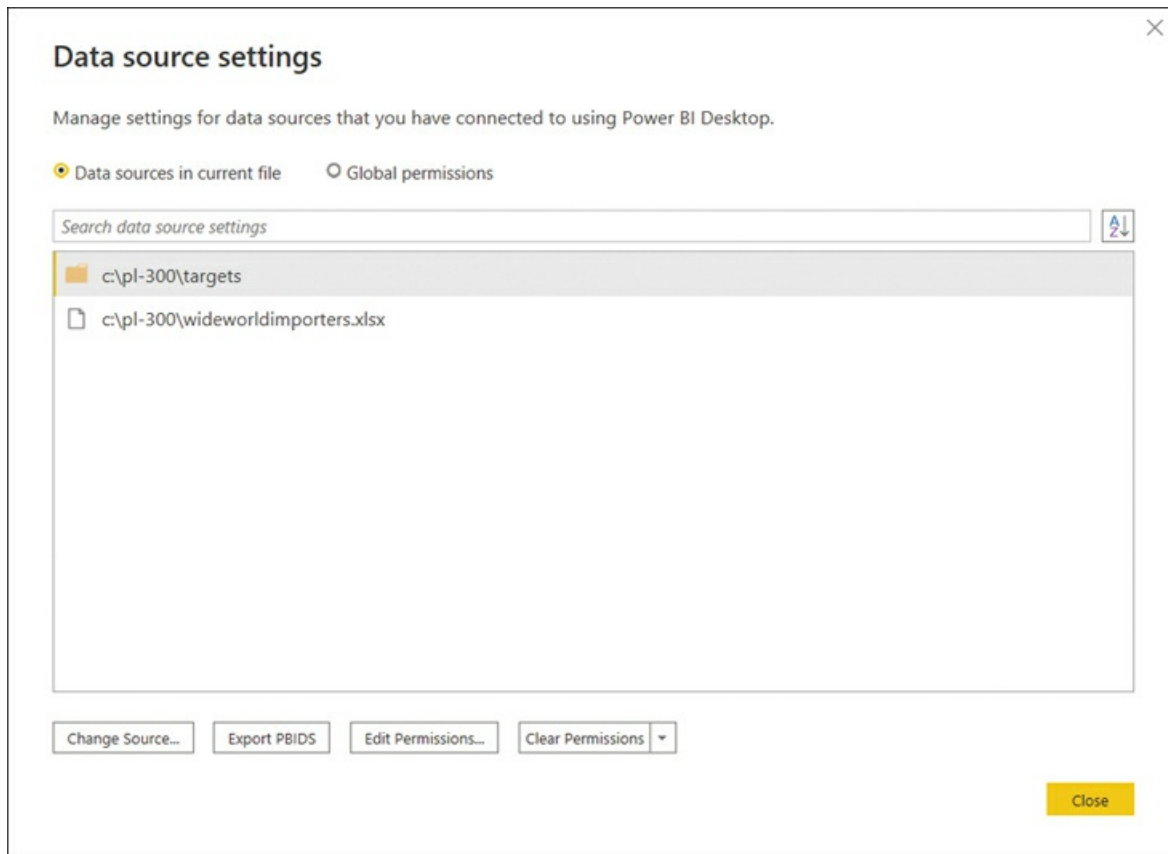 Data source settings
Manage settings for data sources that you have connected to using Power BI Desktop.
Data sources in current file Global permissions
Search data source settings
c:\pl-300\targets
c:\pl-300\wideworldimporters.xlsx
Change Source... Export PBIDS Edit Permissions... Clear Permissions
Close